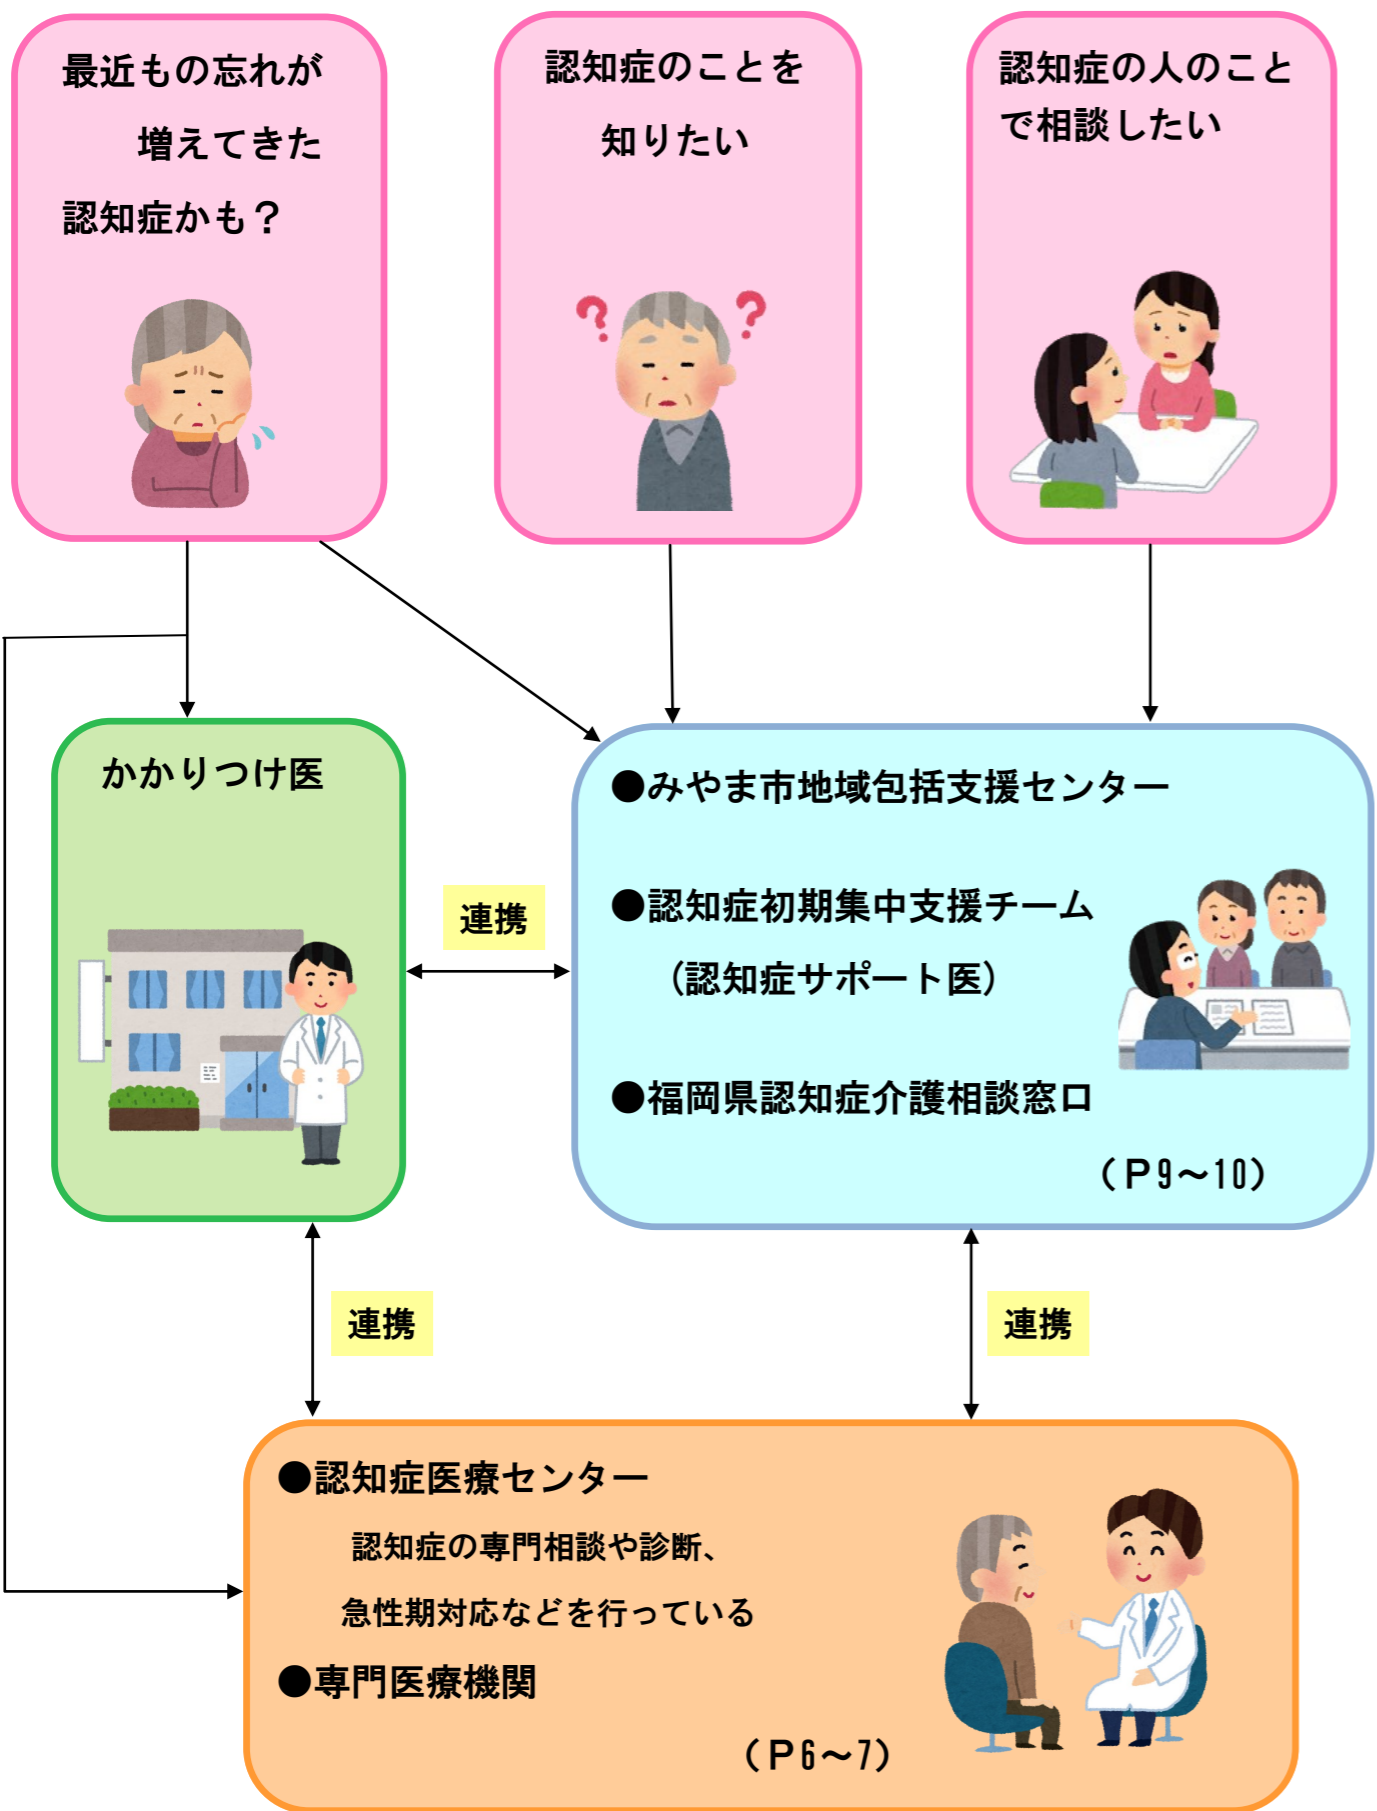 最近もの忘れが
増えてきた
認知症かも？
認知症のことを
知りたい
認知症の人のこと
で相談したい
かかりつけ医
連携
●みやま市地域包括支援センター
●認知症初期集中支援チーム
（認知症サポート医）
●福岡県認知症介護相談窓口
（Ｐ9～10）
連携
連携
●認知症医療センター
認知症の専門相談や診断、
急性期対応などを行っている
●専門医療機関
（Ｐ6～7）